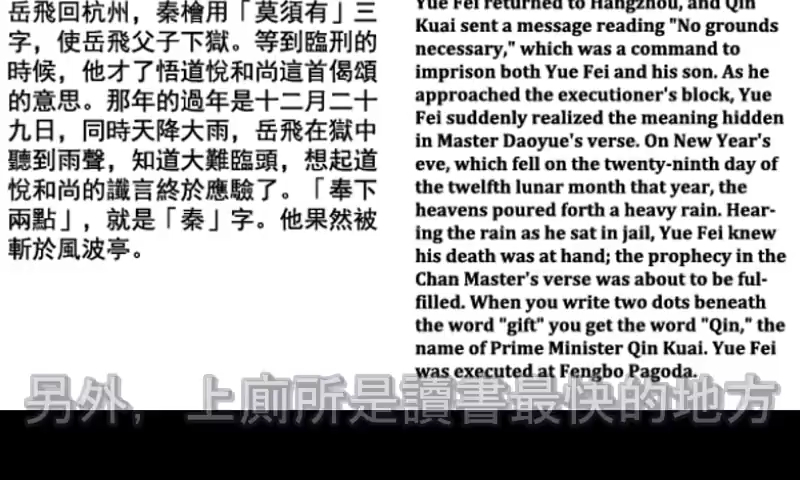 岳飛回杭州，秦檜用「莫須有」三
字，使岳飛父子下獄。等到臨刑的
時候，他才了悟道悅和尚這首偈頌
的意思。那年的過年是十二月二十
九日，同時天降大雨，岳飛在獄中
聽到雨聲，知道大難臨頭，想起道
悅和尚的讖言終於應驗了。「奉下
兩點」，就是「秦」字。他果然被
斬於風波亭。
Yue Fei returned to Hangzhou, and Qin
Kuai sent a message reading "No grounds
necessary," which was a command to
imprison both Yue Fei and his son. As he
approached the executioner's block, Yue
Fei suddenly realized the meaning hidden
in Master Daoyue's verse. On New Year's
eve, which fell on the twenty-ninth day of
the twelfth lunar month that year, the
heavens poured forth a heavy rain. Hear-
ing the rain as he sat in jail, Yue Fei knew
his death was at hand; the prophecy in the
Chan Master's verse was about to be ful-
filled. When you write two dots beneath
the word "gift" you get the word "Qin," the
name of Prime Minister Qin Kuai. Yue Fei
was executed at Fengbo Pagoda.
另外，上廁所是讀書最快的地方